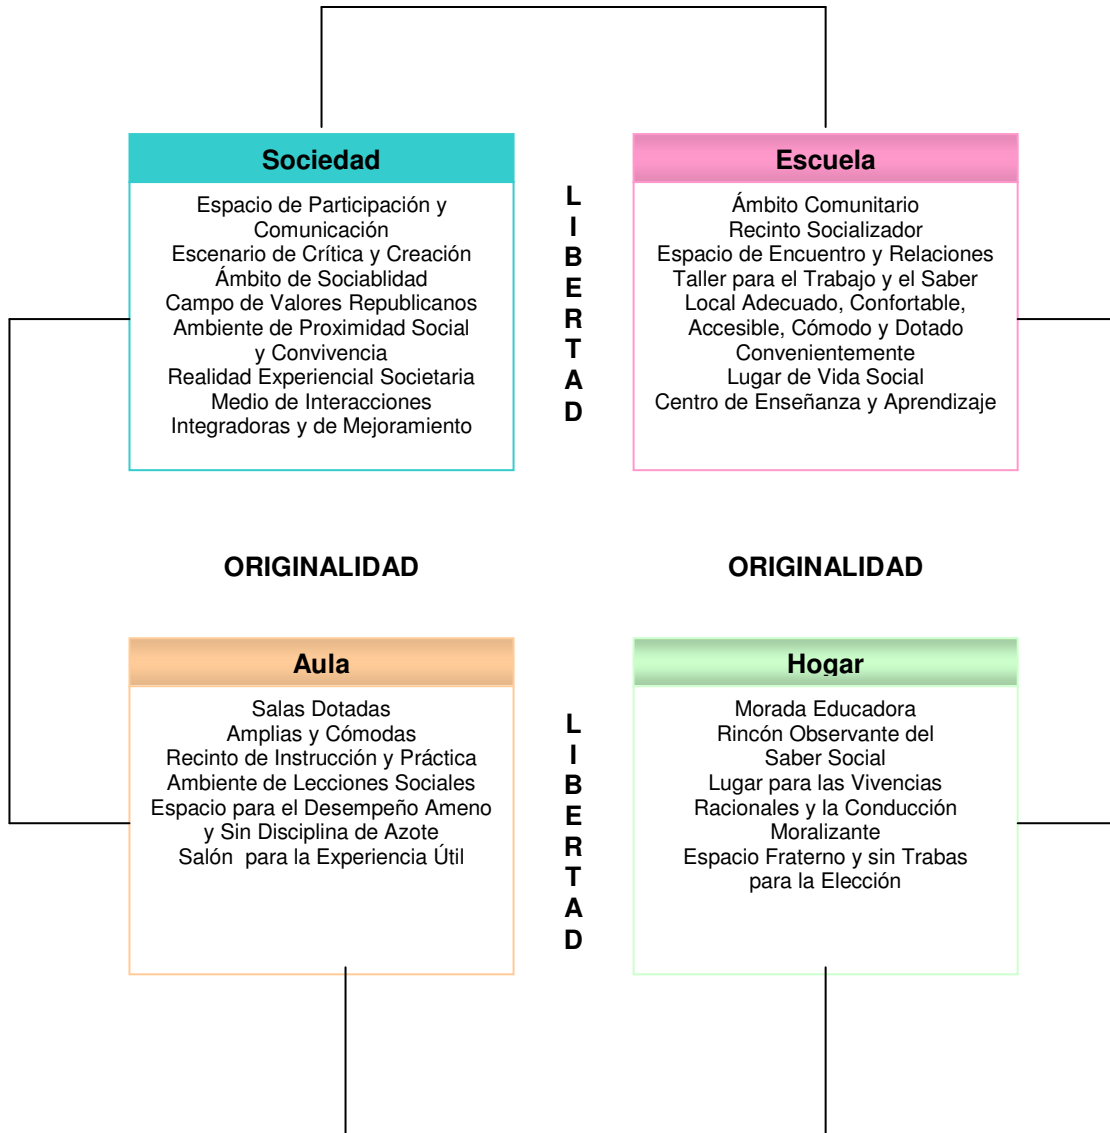 Sociedad
Espacio de Participación y
Comunicación
Escenario de Crítica y Creación
Ámbito de Sociablidad
Campo de Valores Republicanos
Ambiente de Proximidad Social
y Convivencia
Realidad Experiencial Societaria
Medio de Interacciones
Integradoras y de Mejoramiento
L
I
B
E
R
T
A
D
Escuela
Ámbito Comunitario
Recinto Socializador
Espacio de Encuentro y Relaciones
Taller para el Trabajo y el Saber
Local Adecuado, Confortable,
Accesible, Cómodo y Dotado
Convenientemente
Lugar de Vida Social
Centro de Enseñanza y Aprendizaje
ORIGINALIDAD
ORIGINALIDAD
Aula
Salas Dotadas
Amplias y Cómodas
Recinto de Instrucción y Práctica
Ambiente de Lecciones Sociales
Espacio para el Desempeño Ameno
y Sin Disciplina de Azote
Salón para la Experiencia Útil
L
I
B
E
R
T
A
D
Hogar
Morada Educadora
Rincón Observante del
Saber Social
Lugar para las Vivencias
Racionales y la Conducción
Moralizante
Espacio Fraterno y sin Trabas
para la Elección